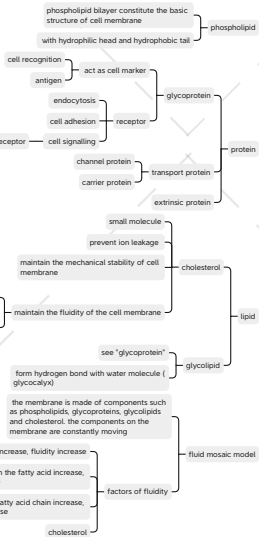 phospholipid bilayer constitute the basic
structure of cell membrane
phospholipid
with hydrophilic head and hydrophobic tail
cell recognition
act as cell marker
antigen
glycoprotein
endocytosis
cell adhesion
receptor
eceptor
cell signalling
protein
channel protein
transport protein
carrier protein
extrinsic protein
small molecule
prevent ion leakage
cholesterol
maintain the mechanical stability of cell
membrane
maintain the fluidity of the cell membrane
lipid
see "glycoprotein"
glycolipid
form hydrogen bond with water molecule (
glycocalyx)
the membrane is made of components such
as phospholipids, glycoproteins, glycolipids
and cholesterol. the components on the
membrane are constantly moving
fluid mosaic model
ncrease, fluidity increase
n the fatty acid increase,
factors of fluidity
atty acid chain increase,
se
cholesterol